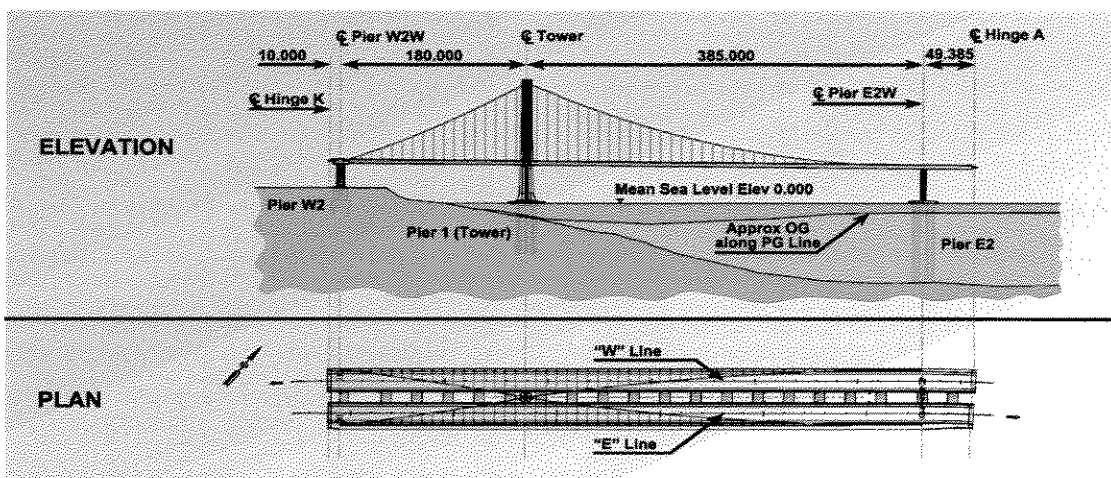 ℄ Pier W2W
℄ Tower
℄ Hinge A
10.000
180.000
385.000
49.385
℄ Hinge K
℄ Pier E2W
ELEVATION
Mean Sea Level Elev 0.000
Pier W2
Pier 1 (Tower)
Approx OG
along PG Line
Pier E2
"W" Line
PLAN
"E" Line